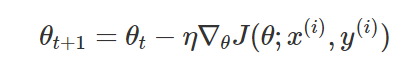 θ_{t+1} = θ_t − η∇_θ J(θ; x^{(i)}, y^{(i)})